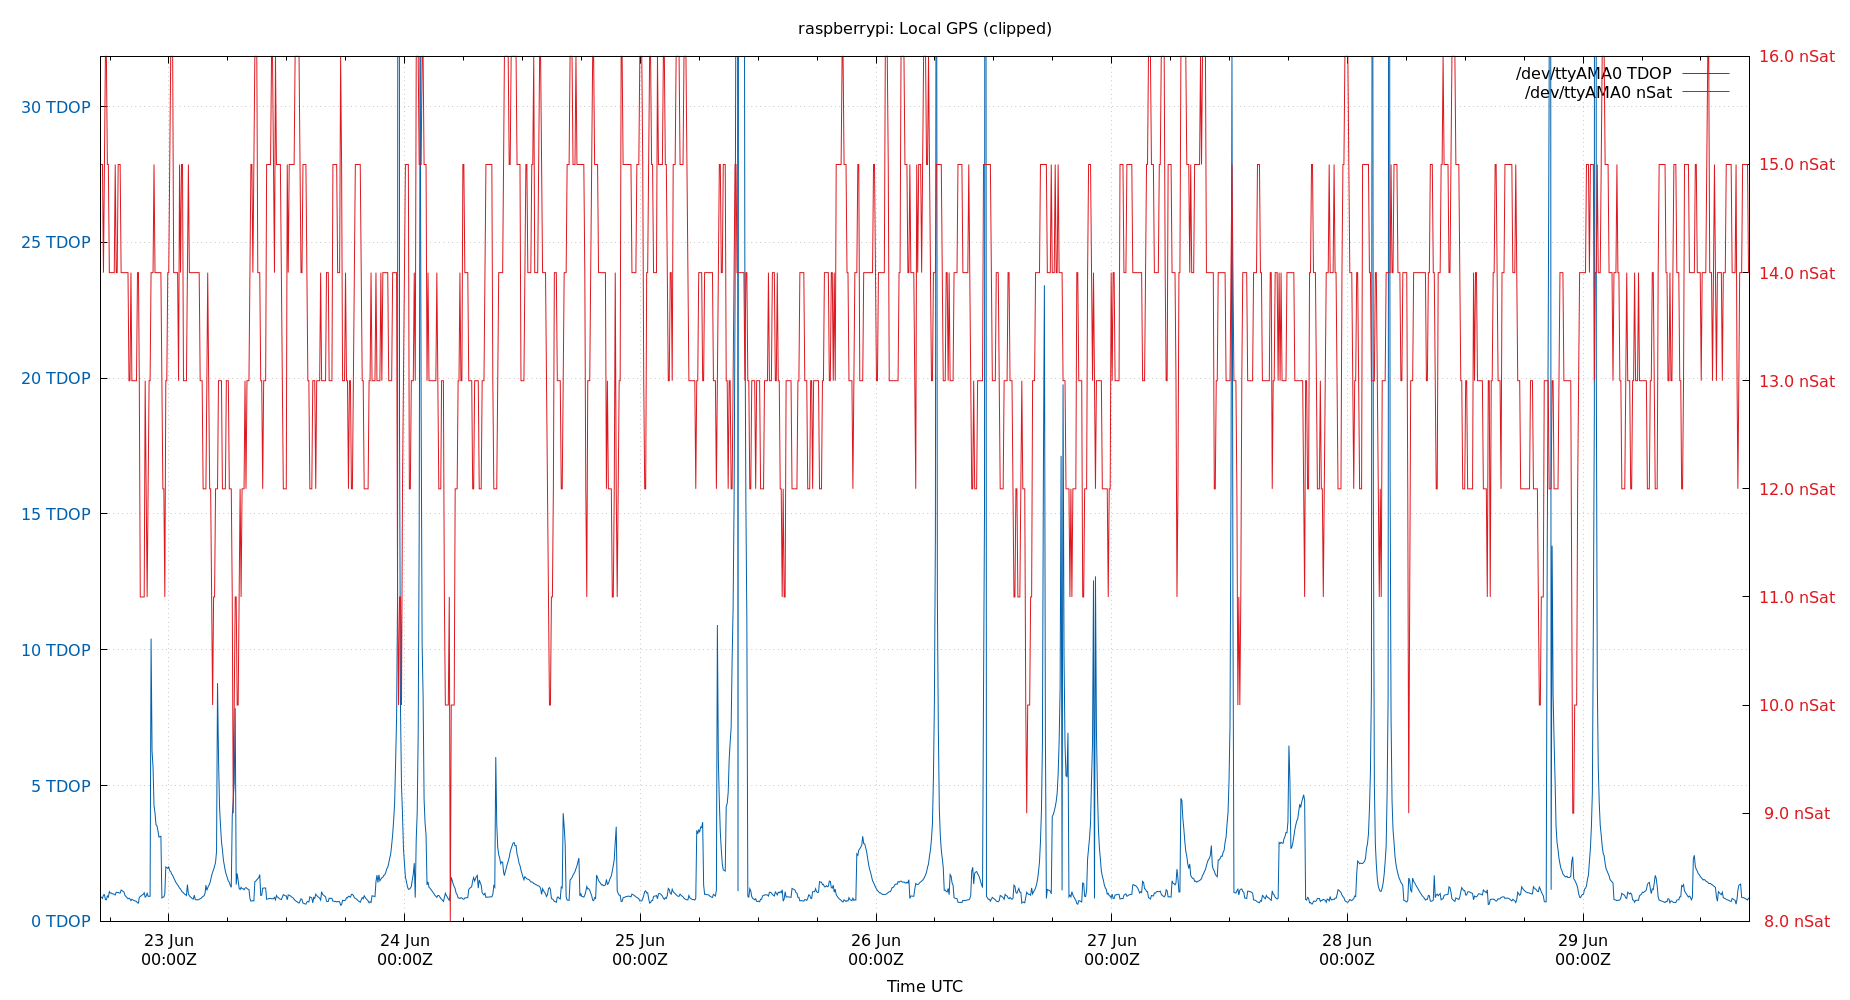 raspberrypi: Local GPS (clipped)
/dev/ttyAMA0 TDOP
/dev/ttyAMA0 nSat
30 TDOP
25 TDOP
20 TDOP
15 TDOP
10 TDOP
5 TDOP
0 TDOP
16.0 nSat
15.0 nSat
14.0 nSat
13.0 nSat
12.0 nSat
11.0 nSat
10.0 nSat
9.0 nSat
8.0 nSat
23 Jun 24 Jun 25 Jun 26 Jun 27 Jun 28 Jun 29 Jun
00:00Z 00:00Z 00:00Z 00:00Z 00:00Z 00:00Z 00:00Z
Time UTC